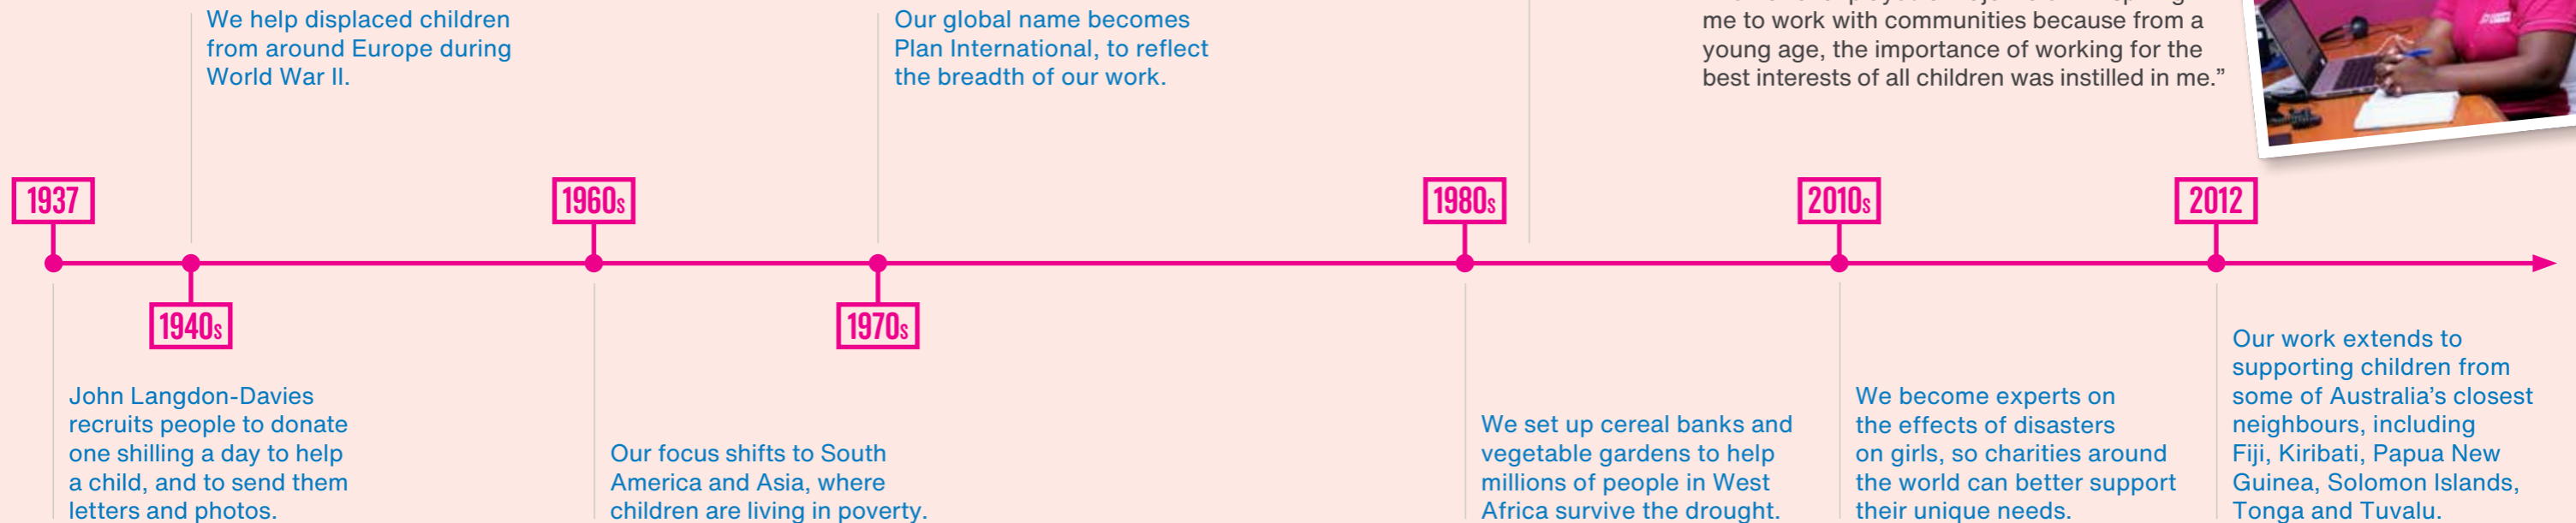 We help displaced children
from around Europe during
World War II.
Our global name becomes
Plan International, to reflect
the breadth of our work.
me to work with communities because from a
young age, the importance of working for the
best interests of all children was instilled in me.”
1937
1960s
1980s
2010s
2012
1940s
1970s
John Langdon-Davies
recruits people to donate
one shilling a day to help
a child, and to send them
letters and photos.
Our focus shifts to South
America and Asia, where
children are living in poverty.
We set up cereal banks and
vegetable gardens to help
millions of people in West
Africa survive the drought.
We become experts on
the effects of disasters
on girls, so charities around
the world can better support
their unique needs.
Our work extends to
supporting children from
some of Australia’s closest
neighbours, including
Fiji, Kiribati, Papua New
Guinea, Solomon Islands,
Tonga and Tuvalu.